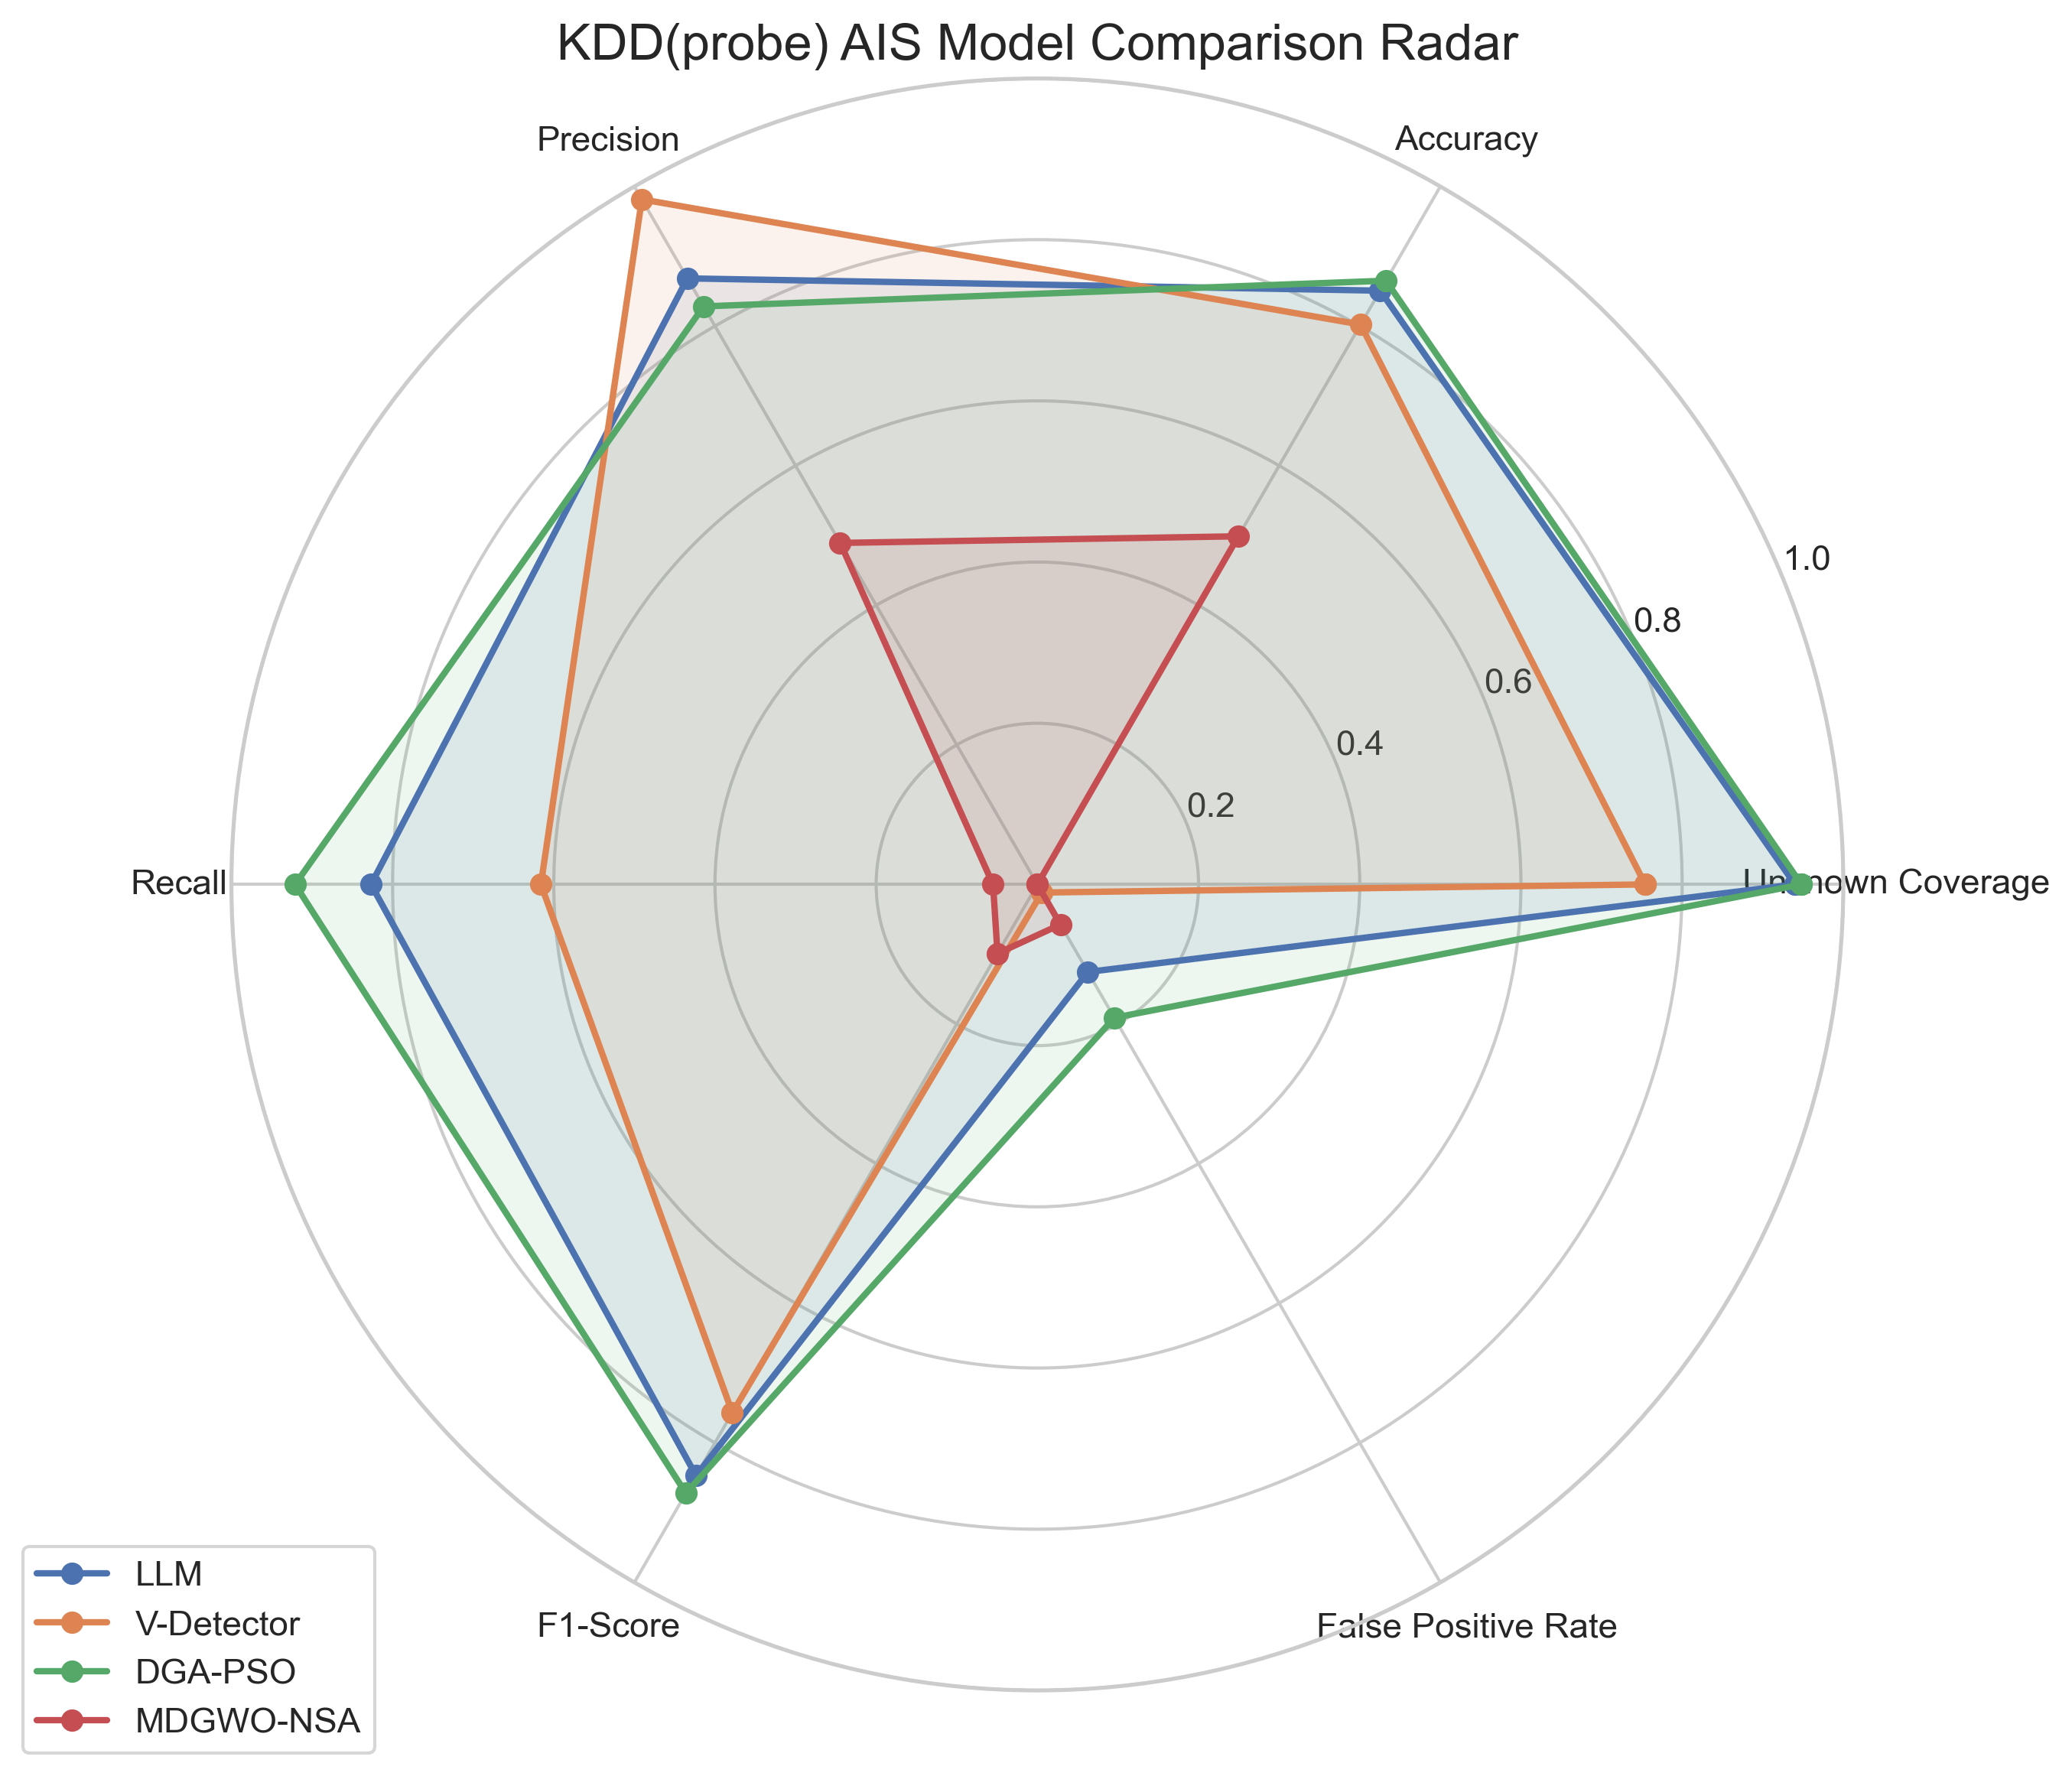 KDD(probe) AIS Model Comparison Radar
Precision
Accuracy
1.0
0.8
0.6
0.4
0.2
Recall
Unknown Coverage
F1-Score
False Positive Rate
LLM
V-Detector
DGA-PSO
MDGWO-NSA